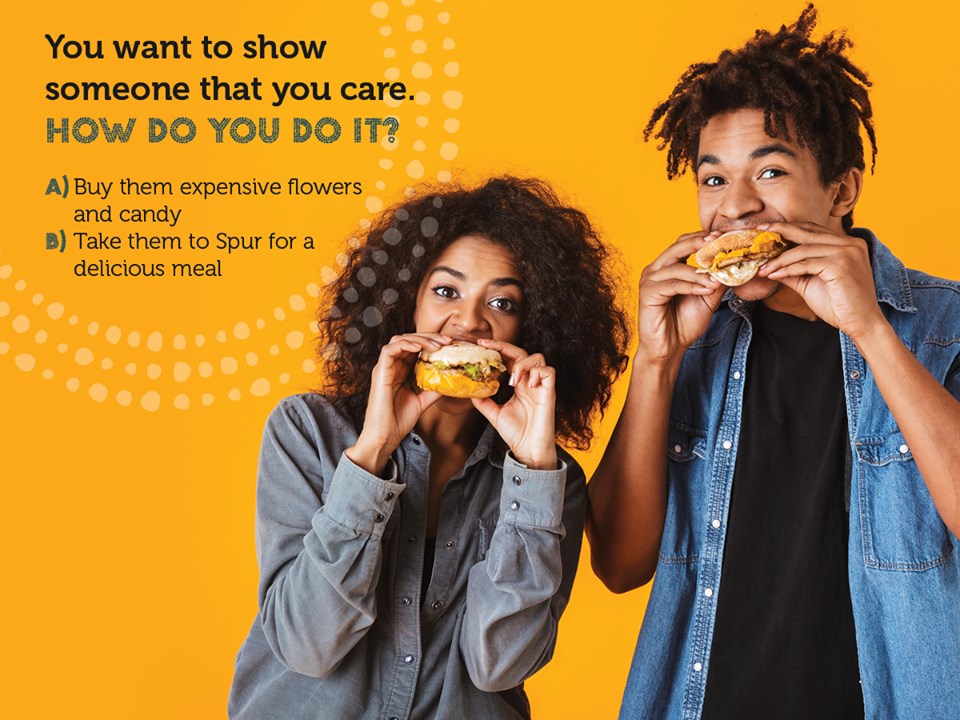 You want to show
someone that you care.
HOW DO YOU DO IT?
A) Buy them expensive flowers
and candy
B) Take them to Spur for a
delicious meal